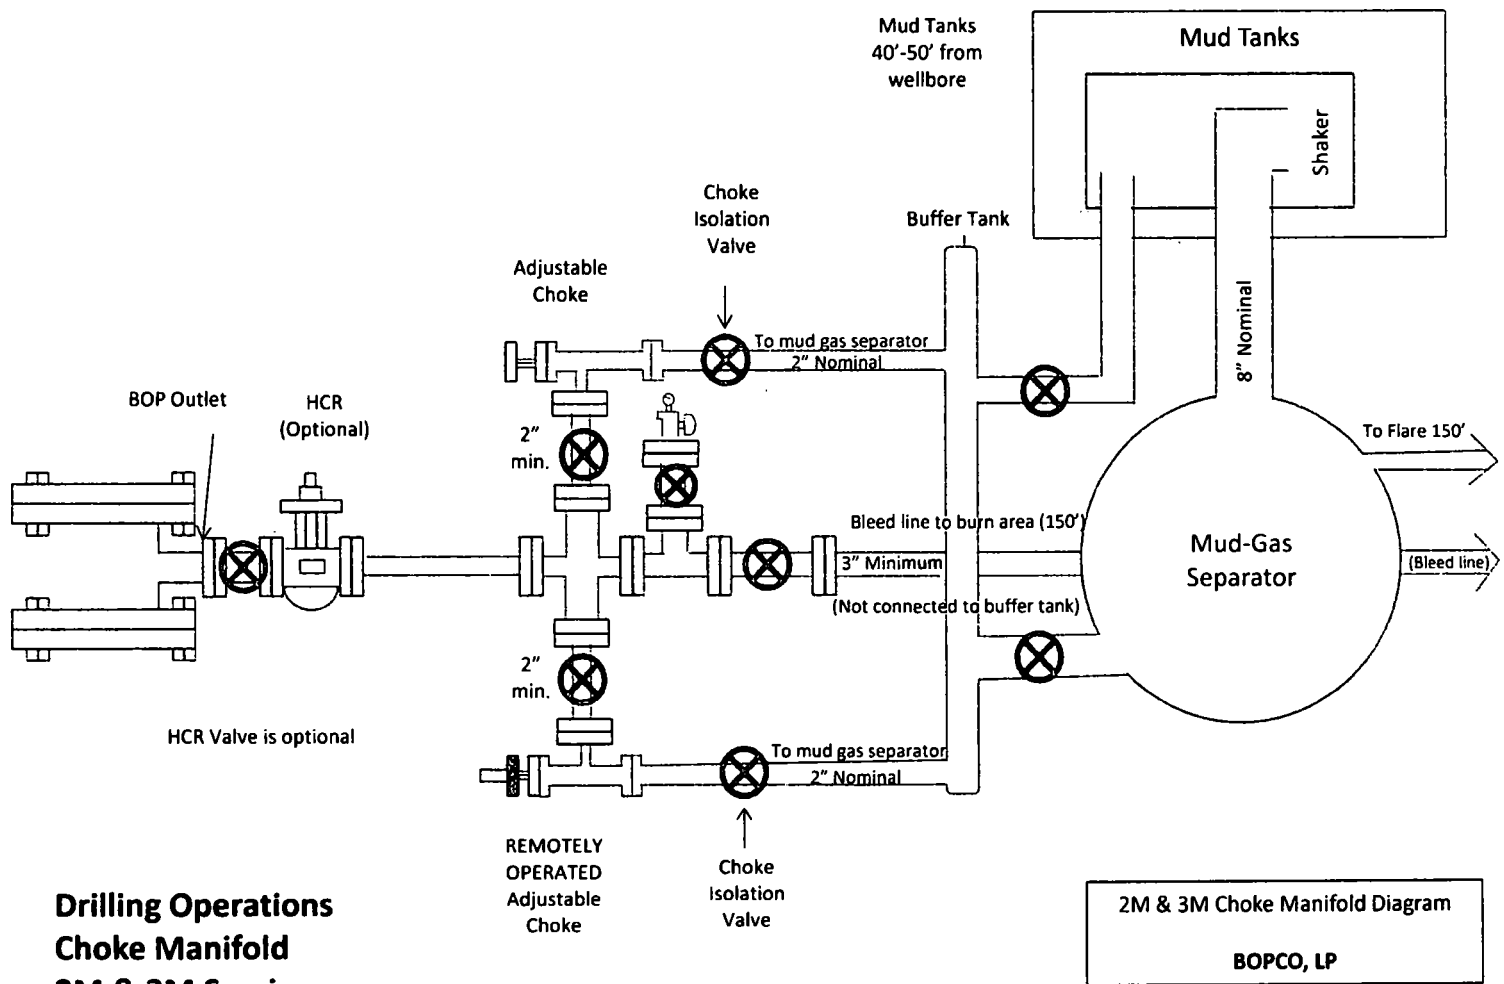 Mud Tanks
40'-50' from
wellbore
Mud Tanks
Shaker
Choke
Isolation
Valve
Buffer Tank
Adjustable
Choke
8" Nominal
To mud gas separator
2" Nominal
BOP Outlet
HCR
(Optional)
2"
min.
To Flare 150'
Bleed line to burn area (150')
3" Minimum
(Not connected to buffer tank)
Mud-Gas
Separator
(Bleed line)
2"
min.
HCR Valve is optional
To mud gas separator
2" Nominal
REMOTELY
OPERATED
Adjustable
Choke
Choke
Isolation
Valve
Drilling Operations
Choke Manifold
2M & 3M Choke Manifold Diagram
BOPCO, LP